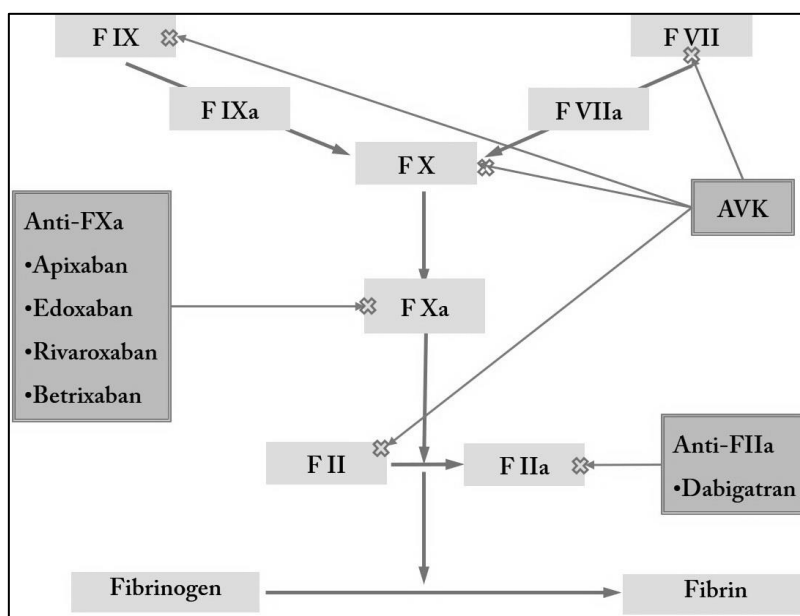 F IX
F VII
F IXa
F VIIa
F X
AVK
Anti-FXa
•Apixaban
•Edoxaban
•Rivaroxaban
•Betrixaban
F Xa
F II
F IIa
Anti-FIIa
•Dabigatran
Fibrinogen
Fibrin